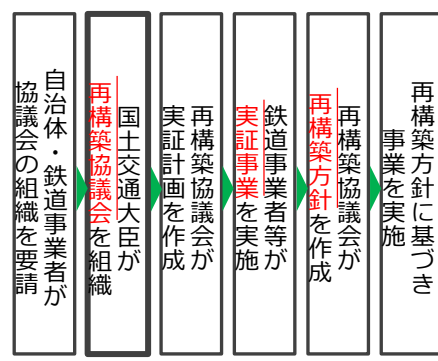 自治体・鉄道事業者が
協議会の組織を要請
国土交通大臣が
再構築協議会を組織
再構築協議会が
実証計画を作成
鉄道事業者等が
実証事業を実施
再構築協議会が
再構築方針を作成
再構築方針に基づき
事業を実施